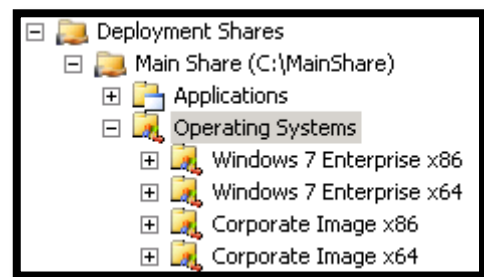 Deployment Shares
Main Share (C:\MainShare)
Applications
Operating Systems
Windows 7 Enterprise x86
Windows 7 Enterprise x64
Corporate Image x86
Corporate Image x64